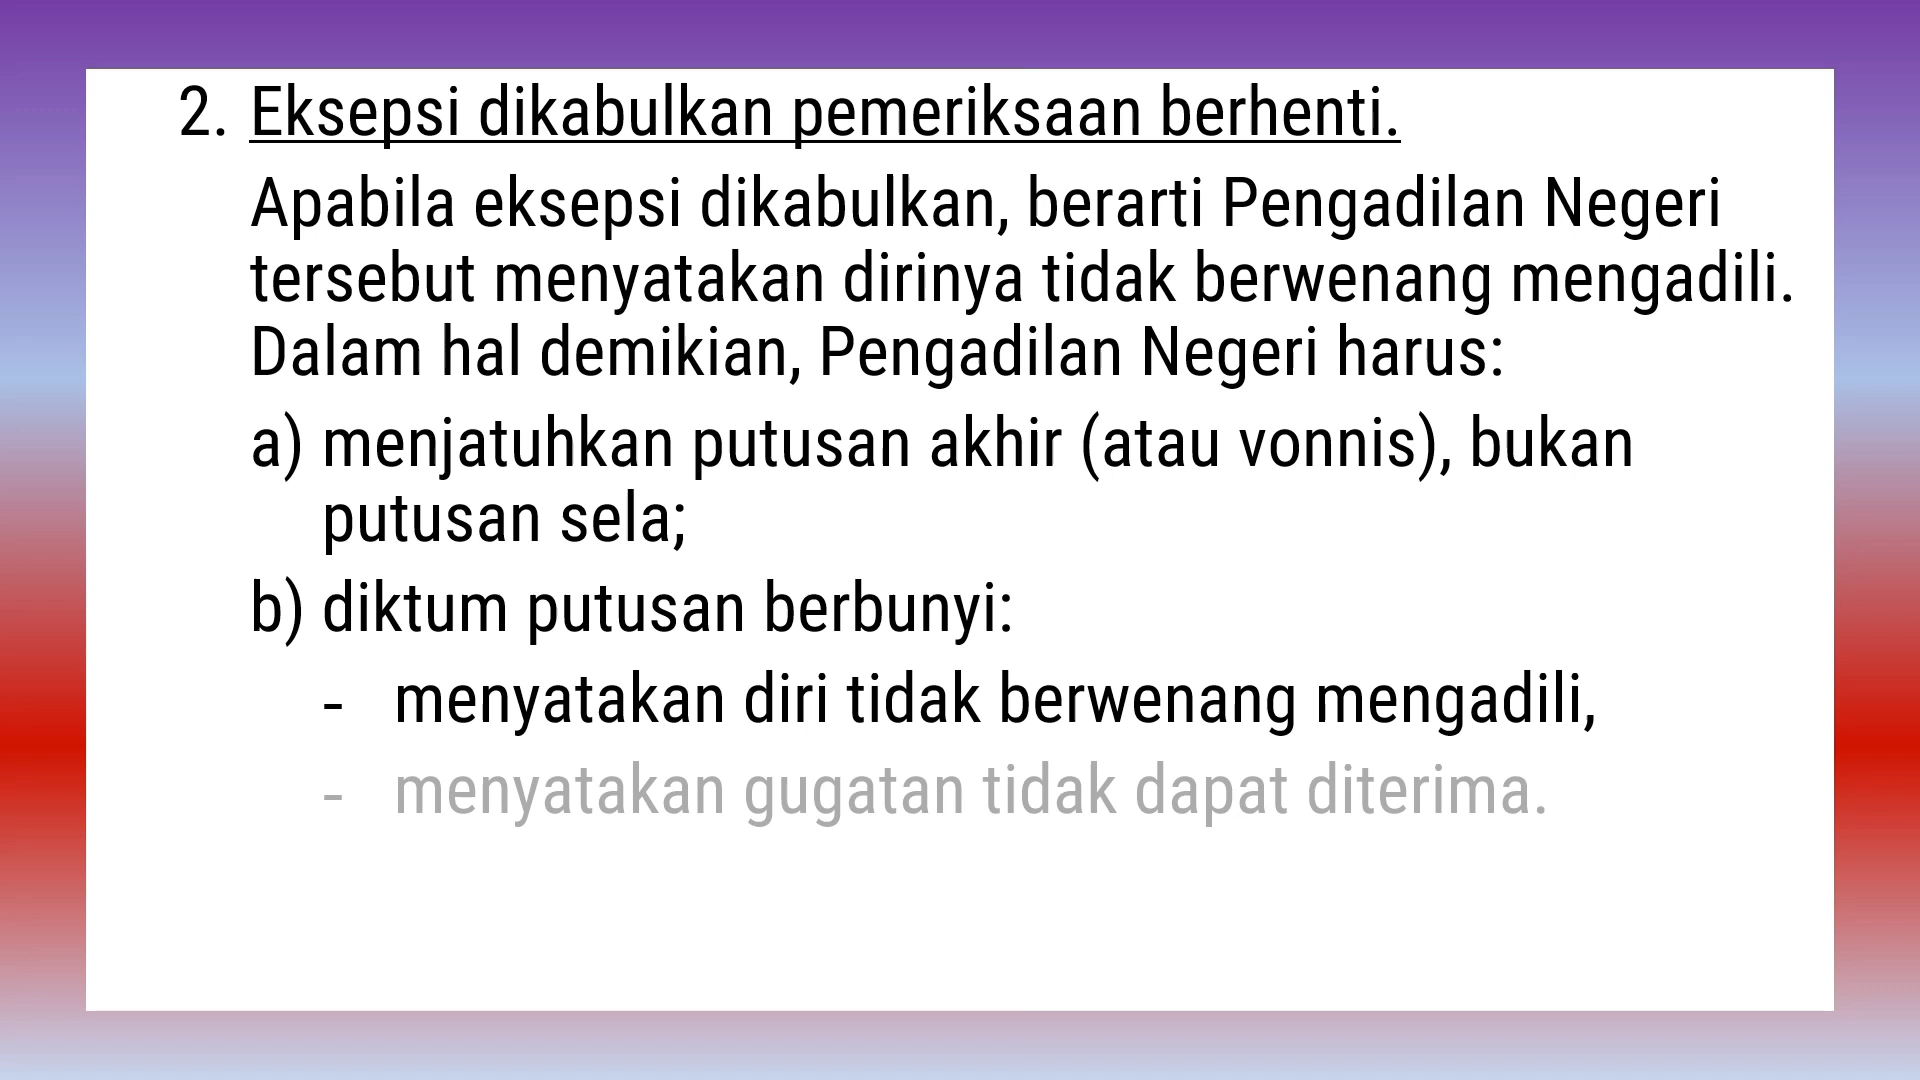 2. Eksepsi dikabulkan pemeriksaan berhenti.
Apabila eksepsi dikabulkan, berarti Pengadilan Negeri
tersebut menyatakan dirinya tidak berwenang mengadili.
Dalam hal demikian, Pengadilan Negeri harus:
a) menjatuhkan putusan akhir (atau vonnis), bukan
putusan sela;
b) diktum putusan berbunyi:
- menyatakan diri tidak berwenang mengadili,
- menyatakan gugatan tidak dapat diterima.